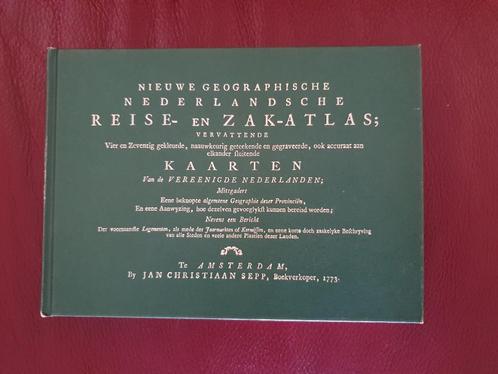 NIEUWE GEOGRAPHISCHE
NEDERLANDSCHE
REISE- EN ZAK-ATLAS;
VERVATTENDE
Vier en Zeventig gekleurde, naauwkeurig getekende en gegraveerde, ook accuraat aan
elkander sluitende
KAARTEN
Van de VEREENIGDE NEDERLANDEN;
Mitsgaders
Eene beknopte algemeene Geographie dezer Provinciën,
En eene Aanwyzing, hoe dezelven gevoeglykst kunnen bereisd worden;
Nevens een Bericht
Der voornaamste Logementen, als mede der Jaarmarkten of Kermissen, en eene korte doch zaakelyke Beschryving
van alle Steden en veele andere Plaatsen dezer Landen.
Te AMSTERDAM,
By JAN CHRISTIAAN SEPP, Boekverkoper, 1773.